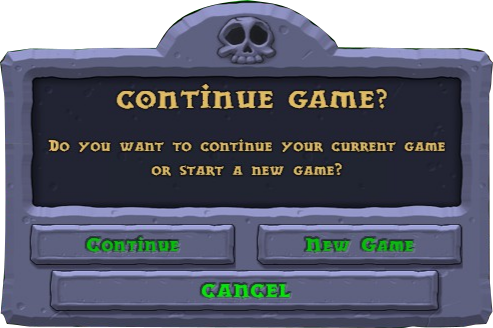 CONTINUE GAME?
DO YOU WANT TO CONTINUE YOUR CURRENT GAME
OR START A NEW GAME?
Continue
New Game
CANCEL